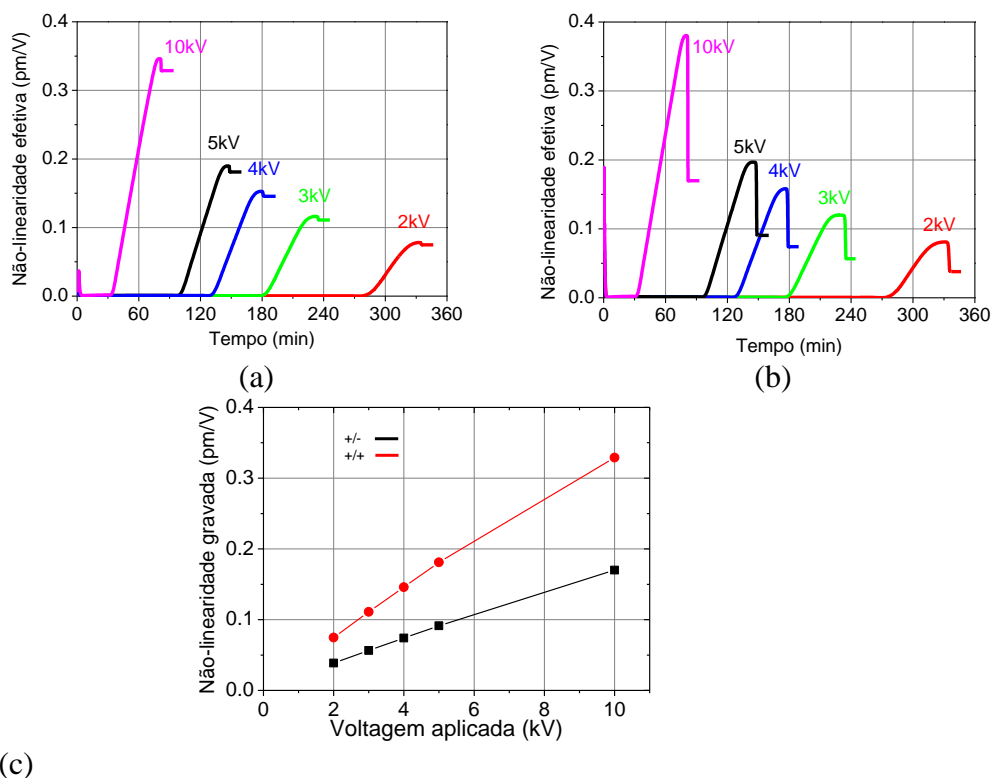 Não-linearidade efetiva (pm/V)
0.4
0.3
0.2
0.1
0.0
10kV
5kV
4kV
3kV
2kV
0 60 120 180 240 300 360
Tempo (min)
(a)
Não-linearidade efetiva (pm/V)
0.4
0.3
0.2
0.1
0.0
10kV
5kV
4kV
3kV
2kV
0 60 120 180 240 300 360
Tempo (min)
(b)
Não-linearidade gravada (pm/V)
0.4
0.3
0.2
0.1
0.0
+/-
+/+
0 2 4 6 8 10
Voltagem aplicada (kV)
(c)